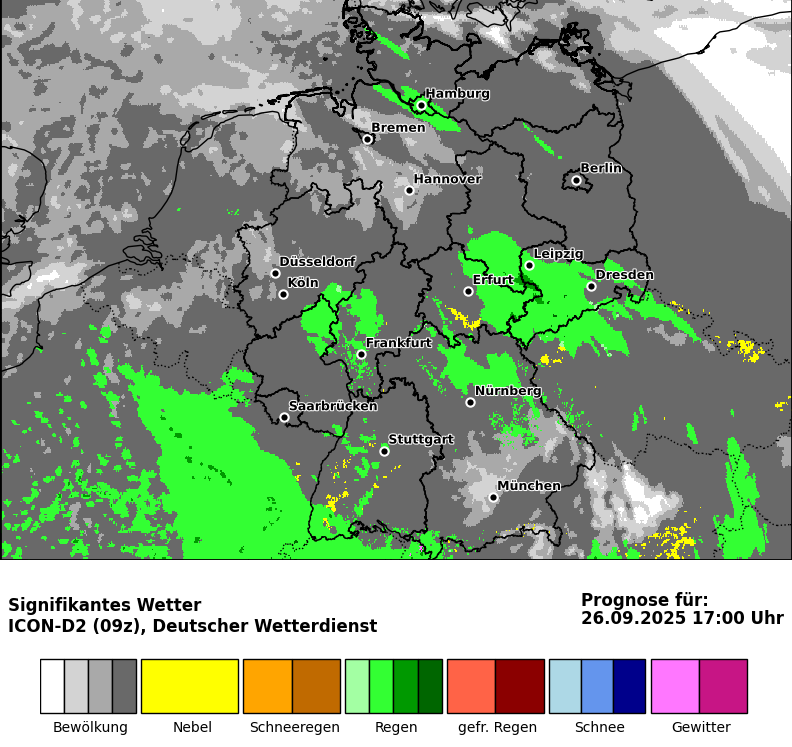 Hamburg
Bremen
Berlin
Hannover
Leipzig
Düsseldorf
Dresden
Köln
Erfurt
Frankfurt
Nürnberg
Saarbrücken
Stuttgart
München
Signifikantes Wetter
ICON-D2 (09z), Deutscher Wetterdienst
Prognose für:
26.09.2025 17:00 Uhr
Bewölkung Nebel Schneeregen Regen gefr. Regen Schnee Gewitter